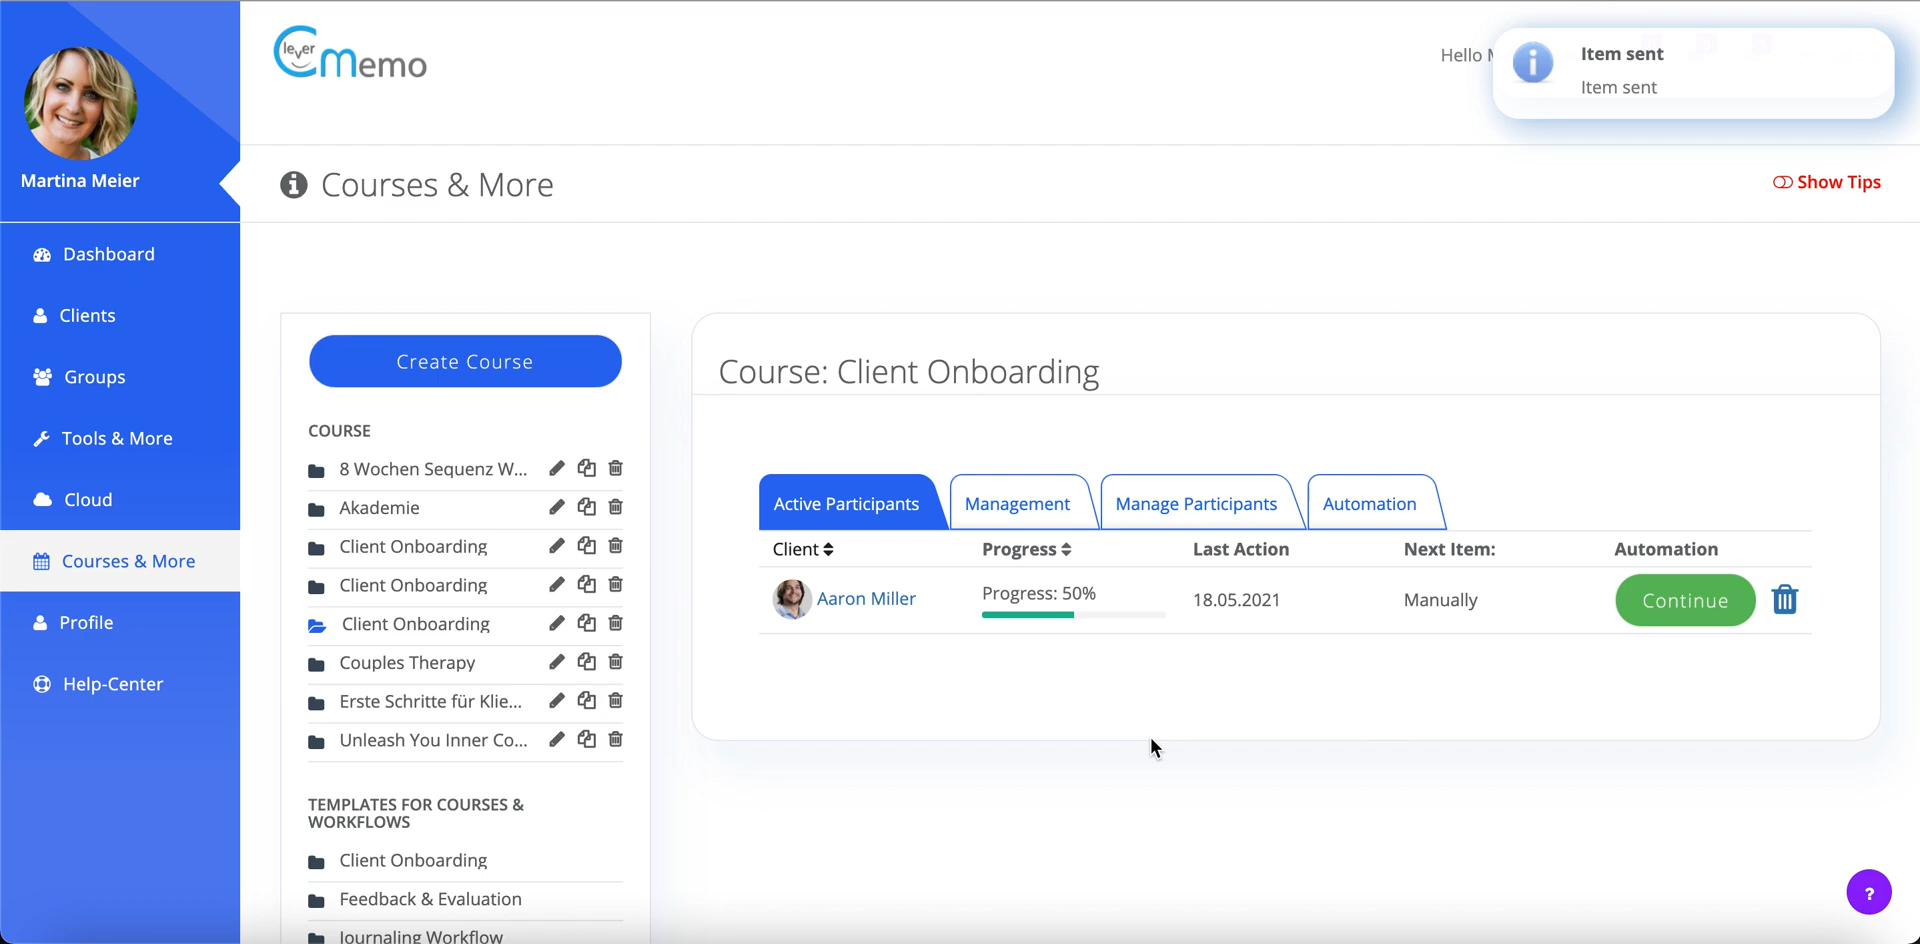 Martina Meier
Dashboard
Clients
Groups
Tools & More
Cloud
Courses & More
Profile
Help-Center
Clever Memo
Hello
Item sent
Item sent
Courses & More
Show Tips
Create Course
COURSE
8 Wochen Sequenz W...
Akademie
Client Onboarding
Client Onboarding
Client Onboarding
Couples Therapy
Erste Schritte für Klie...
Unleash You Inner Co...
TEMPLATES FOR COURSES &
WORKFLOWS
Client Onboarding
Feedback & Evaluation
Journaling Workflow
Course: Client Onboarding
Active Participants
Management
Manage Participants
Automation
Client Progress Last Action Next Item: Automation
Aaron Miller Progress: 50% 18.05.2021 Manually Continue
?